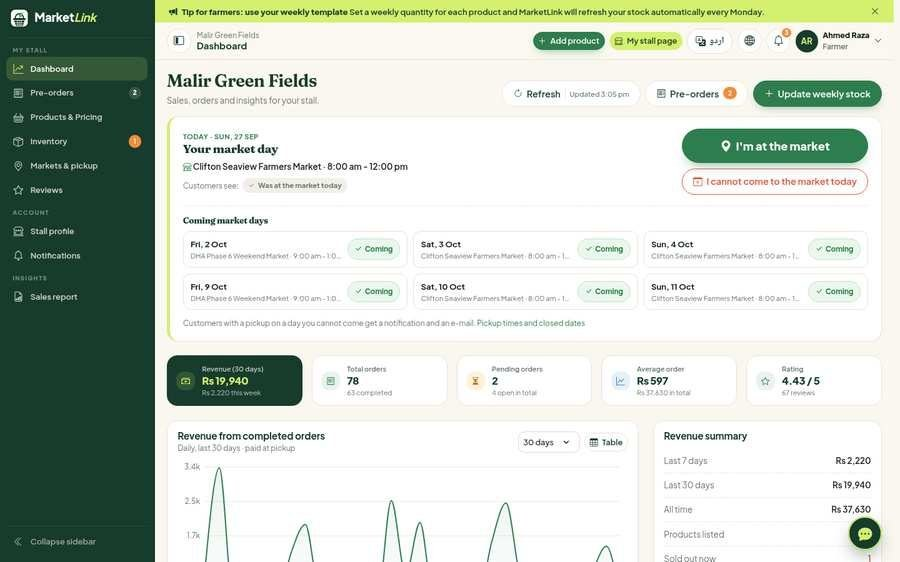 MarketLink
MY STALL
Dashboard
Pre-orders 2
Products & Pricing
Inventory 1
Markets & pickup
Reviews
ACCOUNT
Stall profile
Notifications
INSIGHTS
Sales report
Collapse sidebar
Tip for farmers: use your weekly template Set a weekly quantity for each product and MarketLink will refresh your stock automatically every Monday.
Malir Green Fields
Dashboard
Add product
My stall page
اردو
3
AR
Ahmed Raza
Farmer
Malir Green Fields
Sales, orders and insights for your stall.
Refresh Updated 3:05 pm
Pre-orders 2
Update weekly stock
TODAY · SUN, 27 SEP
Your market day
Clifton Seaview Farmers Market · 8:00 am – 12:00 pm
Customers see: Was at the market today
I'm at the market
I cannot come to the market today
Coming market days
Fri, 2 Oct
DHA Phase 6 Weekend Market · 9:00 am – 1:0...
Coming
Sat, 3 Oct
Clifton Seaview Farmers Market · 8:00 am – 1...
Coming
Sun, 4 Oct
Clifton Seaview Farmers Market · 8:00 am – 1...
Coming
Fri, 9 Oct
DHA Phase 6 Weekend Market · 9:00 am – 1:0...
Coming
Sat, 10 Oct
Clifton Seaview Farmers Market · 8:00 am – 1...
Coming
Sun, 11 Oct
Clifton Seaview Farmers Market · 8:00 am – 1...
Coming
Customers with a pickup on a day you cannot come get a notification and an e-mail. Pickup times and closed dates
Revenue (30 days)
Rs 19,940
Rs 2,220 this week
Total orders
78
63 completed
Pending orders
2
4 open in total
Average order
Rs 597
Rs 37,630 in total
Rating
4.43 / 5
67 reviews
Revenue from completed orders
Daily, last 30 days · paid at pickup
30 days
Table
3.4k
2.5k
1.7k
Revenue summary
Last 7 days Rs 2,220
Last 30 days Rs 19,940
All time Rs 37,630
Products listed
Sold out now 1